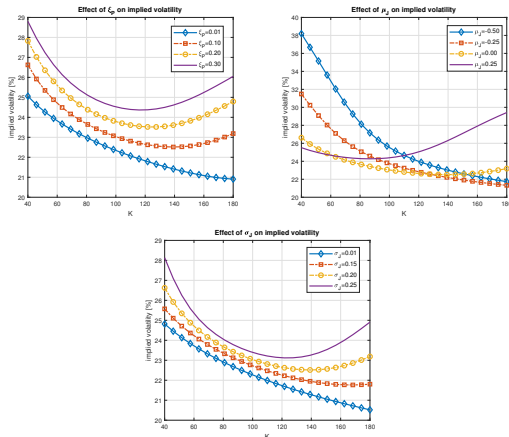 Effect of ξp on implied volatility
implied volatility [%]
29
28
27
26
25
24
23
22
21
20
40 60 80 100 120 140 160 180
K
ξp=0.01
ξp=0.10
ξp=0.20
ξp=0.30
Effect of μJ on implied volatility
implied volatility [%]
40
38
36
34
32
30
28
26
24
22
20
40 60 80 100 120 140 160 180
K
μJ=-0.50
μJ=-0.25
μJ=0.00
μJ=0.25
Effect of σJ on implied volatility
implied volatility [%]
29
28
27
26
25
24
23
22
21
20
40 60 80 100 120 140 160 180
K
σJ=0.01
σJ=0.15
σJ=0.20
σJ=0.25